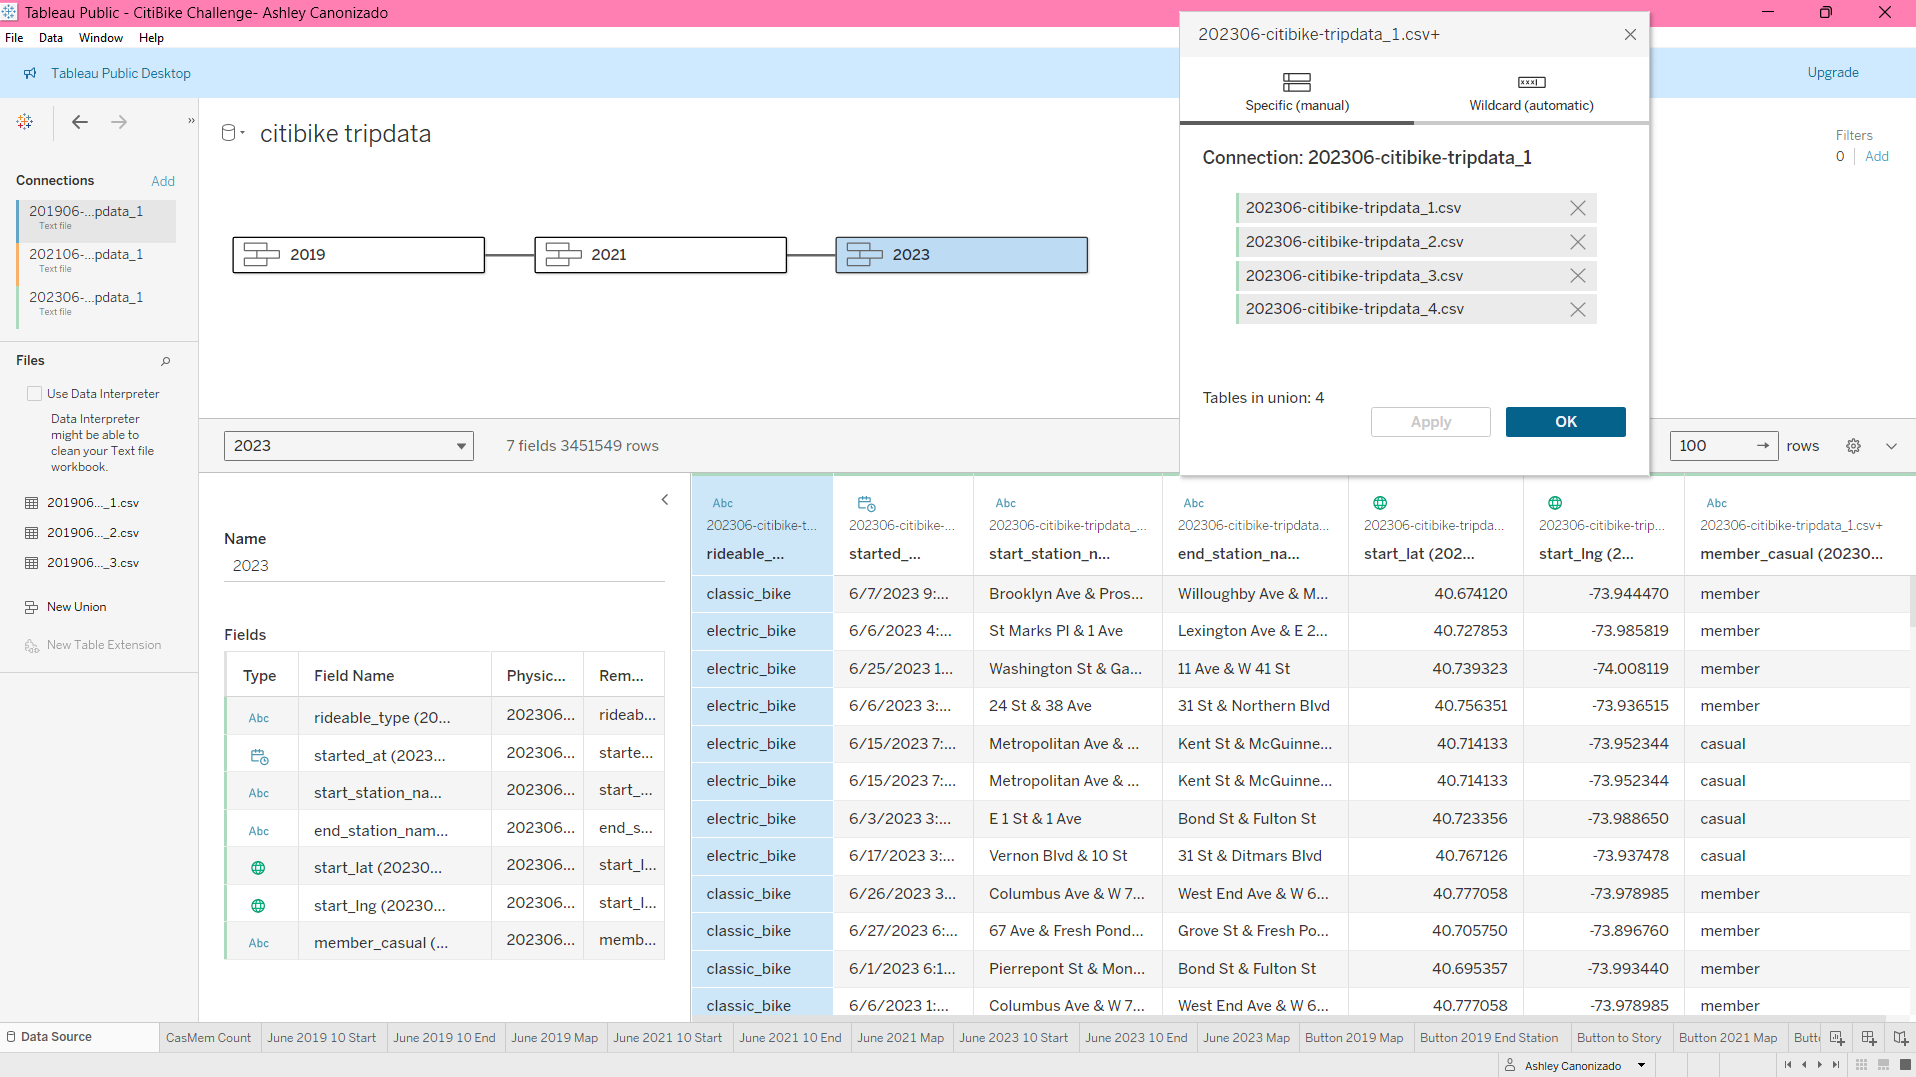 Tableau Public - CitiBike Challenge- Ashley Canonizado
File Data Window Help
Tableau Public Desktop
Upgrade
Connections Add
201906-...pdata_1
Text file
202106-...pdata_1
Text file
202306-...pdata_1
Text file
Files
Use Data Interpreter
Data Interpreter
might be able to
clean your Text file
workbook.
201906..._1.csv
201906..._2.csv
201906..._3.csv
New Union
New Table Extension
citibike tripdata
Filters
0 Add
2019
2021
2023
202306-citibike-tripdata_1.csv+
Specific (manual)
Wildcard (automatic)
Connection: 202306-citibike-tripdata_1
202306-citibike-tripdata_1.csv
202306-citibike-tripdata_2.csv
202306-citibike-tripdata_3.csv
202306-citibike-tripdata_4.csv
Tables in union: 4
Apply
OK
2023
7 fields 3451549 rows
100 → rows
Name
2023
Fields
Type Field Name Physic... Rem...
Abc rideable_type (20... 202306... rideab...
started_at (2023... 202306... starte...
Abc start_station_na... 202306... start_...
Abc end_station_nam... 202306... end_s...
start_lat (20230... 202306... start_l...
start_lng (20230... 202306... start_l...
Abc member_casual (... 202306... memb...
Abc Abc Abc Abc
202306-citibike-t... 202306-citibike-... 202306-citibike-tripdata_... 202306-citibike-tripdata... 202306-citibike-tripda... 202306-citibike-trip... 202306-citibike-tripdata_1.csv+
rideable_... started_... start_station_n... end_station_na... start_lat (202... start_lng (2... member_casual (20230...
classic_bike 6/7/2023 9:... Brooklyn Ave & Pros... Willoughby Ave & M... 40.674120 -73.944470 member
electric_bike 6/6/2023 4:... St Marks Pl & 1 Ave Lexington Ave & E 2... 40.727853 -73.985819 member
electric_bike 6/25/2023 1... Washington St & Ga... 11 Ave & W 41 St 40.739323 -74.008119 member
electric_bike 6/6/2023 3:... 24 St & 38 Ave 31 St & Northern Blvd 40.756351 -73.936515 member
electric_bike 6/15/2023 7:... Metropolitan Ave & ... Kent St & McGuinne... 40.714133 -73.952344 casual
electric_bike 6/15/2023 7:... Metropolitan Ave & ... Kent St & McGuinne... 40.714133 -73.952344 casual
electric_bike 6/3/2023 3:... E 1 St & 1 Ave Bond St & Fulton St 40.723356 -73.988650 casual
electric_bike 6/17/2023 3:... Vernon Blvd & 10 St 31 St & Ditmars Blvd 40.767126 -73.937478 casual
classic_bike 6/26/2023 3... Columbus Ave & W 7... West End Ave & W 6... 40.777058 -73.978985 member
classic_bike 6/27/2023 6:... 67 Ave & Fresh Pond... Grove St & Fresh Po... 40.705750 -73.896760 member
classic_bike 6/1/2023 6:1... Pierrepont St & Mon... Bond St & Fulton St 40.695357 -73.993440 member
classic_bike 6/6/2023 1:... Columbus Ave & W 7... West End Ave & W 6... 40.777058 -73.978985 member
Data Source CasMem Count June 2019 10 Start June 2019 10 End June 2019 Map June 2021 10 Start June 2021 10 End June 2021 Map June 2023 10 Start June 2023 10 End June 2023 Map Button 2019 Map Button 2019 End Station Button to Story Button 2021 Map Butt
Ashley Canonizado